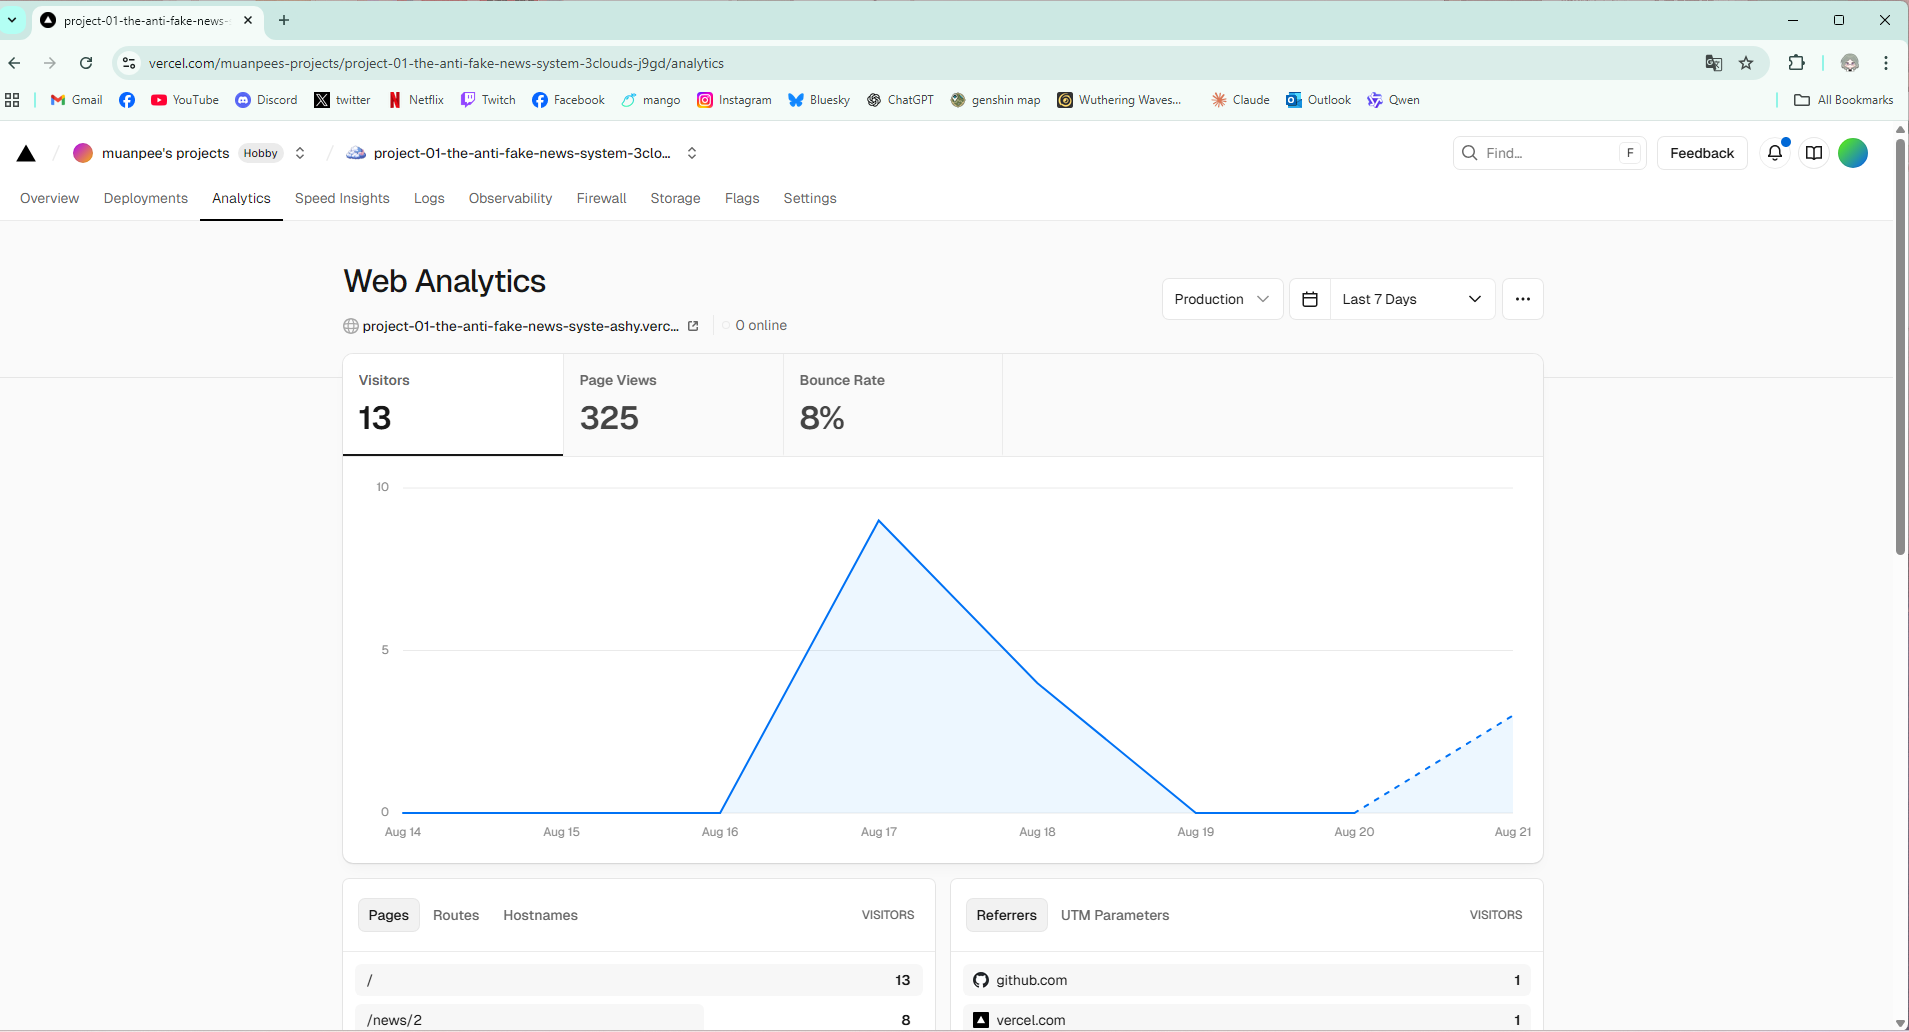 project-01-the-anti-fake-news-
vercel.com/muanpees-projects/project-01-the-anti-fake-news-system-3clouds-j9gd/analytics
Gmail YouTube Discord twitter Netflix Twitch Facebook mango Instagram Bluesky ChatGPT genshin map Wuthering Waves... Claude Outlook Qwen All Bookmarks
muanpee's projects Hobby project-01-the-anti-fake-news-system-3clo... Find... F Feedback
Overview Deployments Analytics Speed Insights Logs Observability Firewall Storage Flags Settings
Web Analytics
Production Last 7 Days
project-01-the-anti-fake-news-syste-ashy.verc... 0 online
Visitors Page Views Bounce Rate
13 325 8%
10
5
0
Aug 14 Aug 15 Aug 16 Aug 17 Aug 18 Aug 19 Aug 20 Aug 21
Pages Routes Hostnames VISITORS
/ 13
/news/2 8
Referrers UTM Parameters VISITORS
github.com 1
vercel.com 1